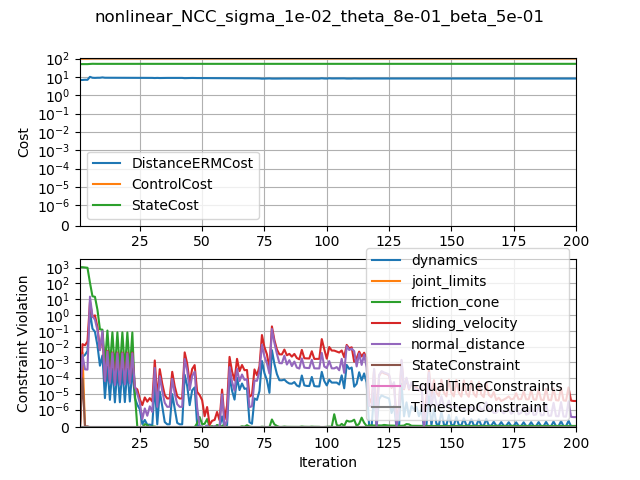 nonlinear_NCC_sigma_1e-02_theta_8e-01_beta_5e-01
10^2
10^1
10^0
10^-1
10^-2
10^-3
10^-4
10^-5
10^-6
0
Cost
DistanceERMCost
ControlCost
StateCost
25 50 75 100 125 150 175 200
10^3
10^2
10^1
10^0
10^-1
10^-2
10^-3
10^-4
10^-5
10^-6
0
Constraint Violation
dynamics
joint_limits
friction_cone
sliding_velocity
normal_distance
StateConstraint
EqualTimeConstraints
TimestepConstraint
25 50 75 100 125 150 175 200
Iteration